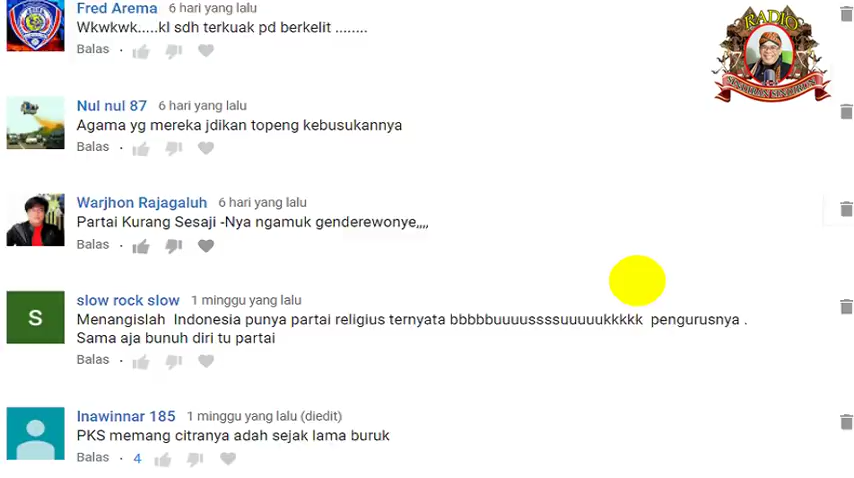 Fred Arema 6 hari yang lalu
Wkwkwk.....kl sdh terkuak pd berkelit ........
Balas
RADIO
Nul nul 87 6 hari yang lalu
Agama yg mereka jdikan topeng kebusukannya
Balas
Warjhon Rajagaluh 6 hari yang lalu
Partai Kurang Sesaji -Nya ngamuk genderewonye,,,,
Balas
slow rock slow 1 minggu yang lalu
Menangislah Indonesia punya partai religius ternyata bbbbbuuuussssuuuuukkkkk pengurusnya .
Sama aja bunuh diri tu partai
Balas
S
Inawinnar 185 1 minggu yang lalu (diedit)
PKS memang citranya adah sejak lama buruk
Balas 4